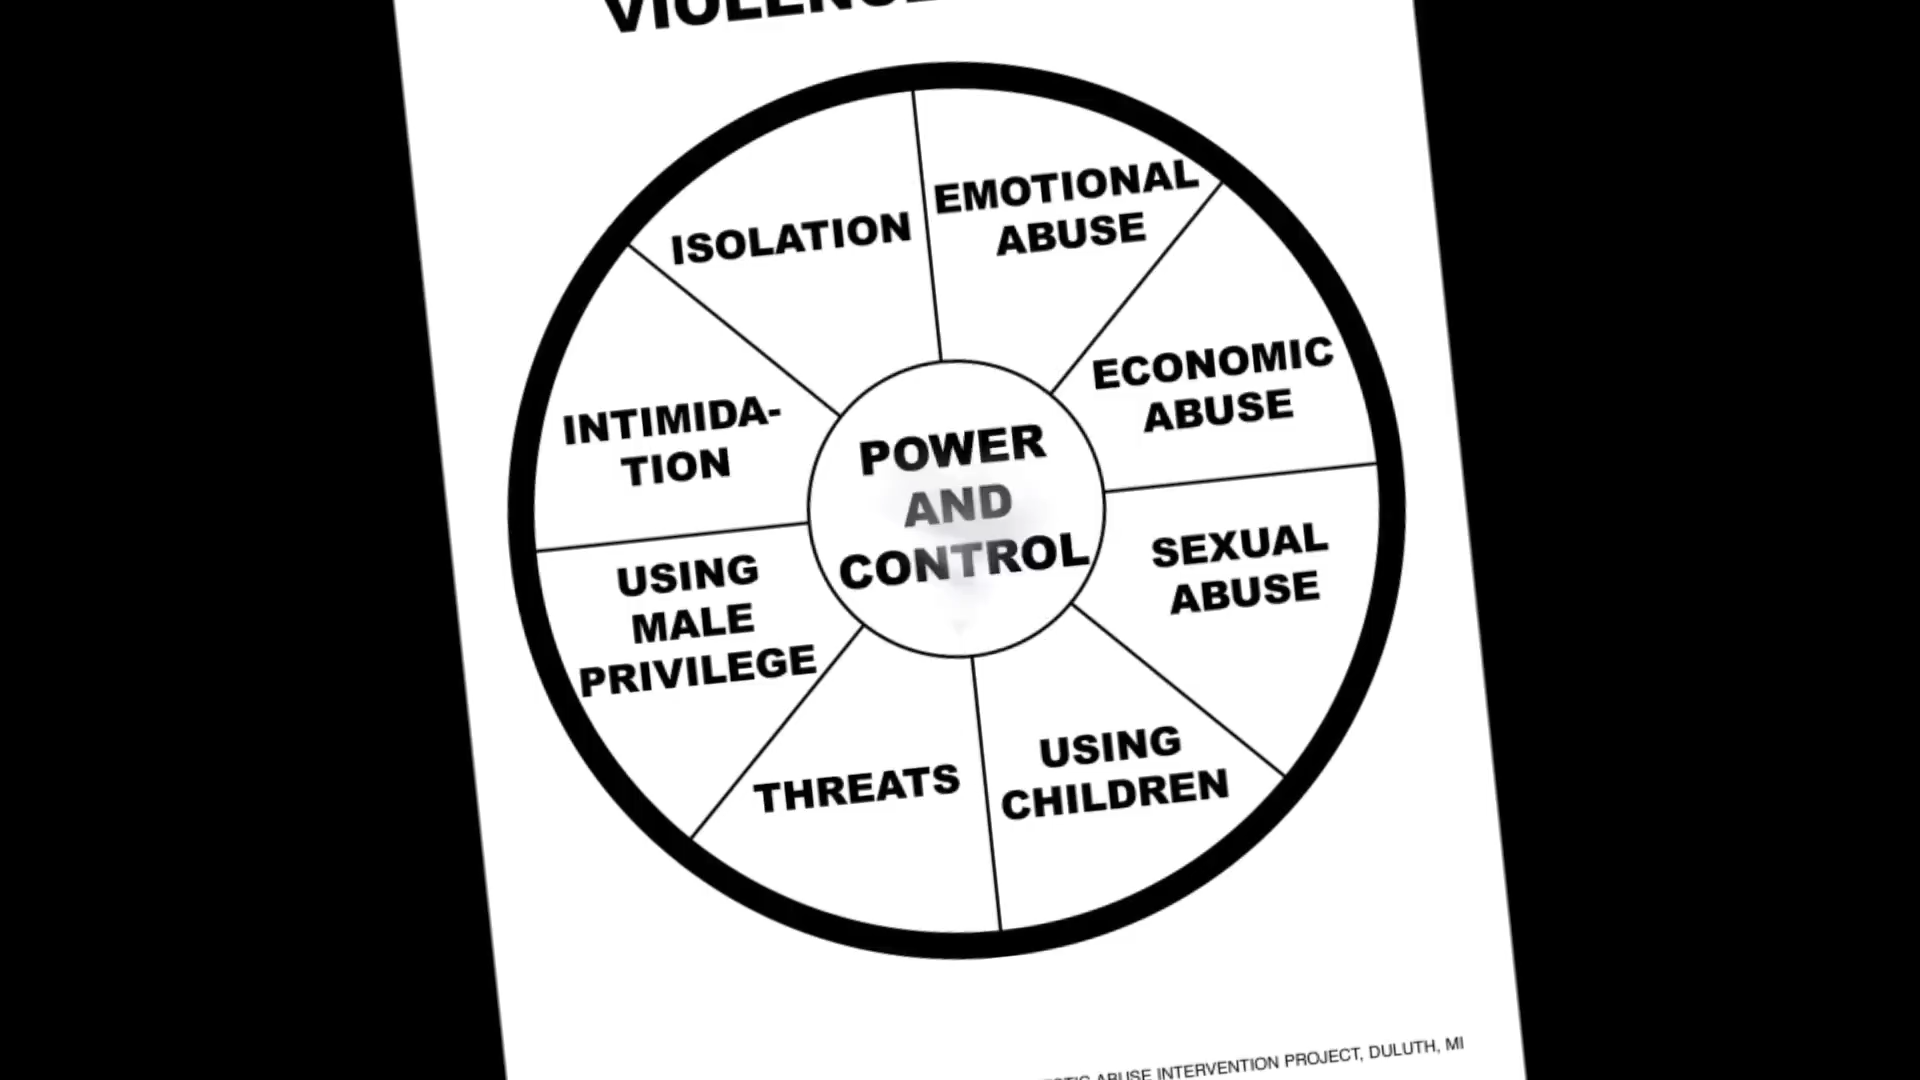 ISOLATION
EMOTIONAL
ABUSE
ECONOMIC
ABUSE
SEXUAL
ABUSE
USING
CHILDREN
THREATS
USING
MALE
PRIVILEGE
INTIMIDA-
TION
POWER
AND
CONTROL
ABUSE INTERVENTION PROJECT, DULUTH, MI